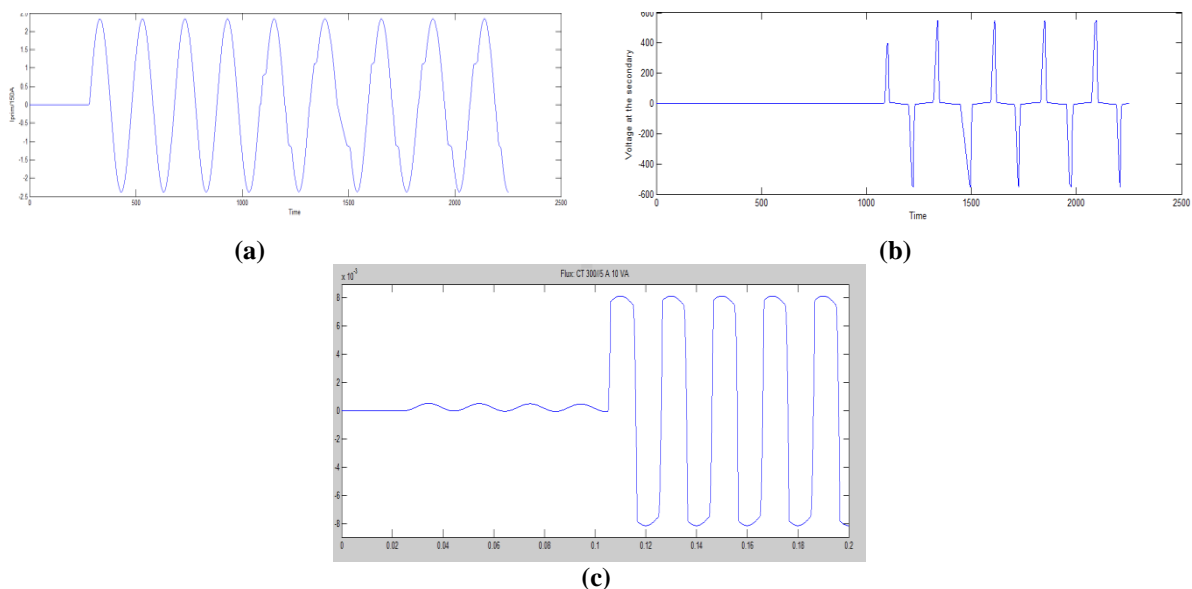 2.5
2
1.5
1
0.5
0
-0.5
-1
-1.5
-2
-2.5
0 500 1000 1500 2000 2500
Iprim/150A
Time
(a)
600
400
200
0
-200
-400
-600
0 500 1000 1500 2000 2500
Voltage at the secondary
Time
(b)
x 10⁻³
Flux: CT 300//5 A 10 VA
8
6
4
2
0
-2
-4
-6
-8
0 0.02 0.04 0.06 0.08 0.1 0.12 0.14 0.16 0.18 0.2
(c)